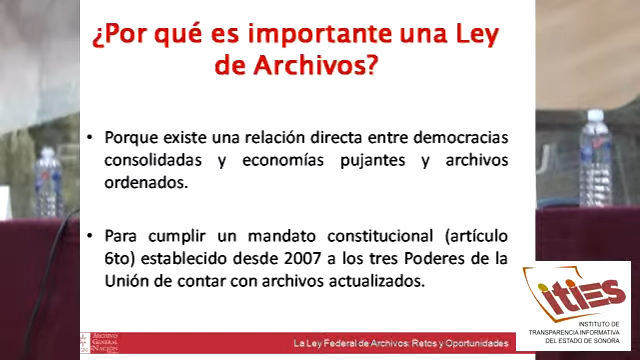 ¿Por qué es importante una Ley
de Archivos?
• Porque existe una relación directa entre democracias
consolidadas y economías pujantes y archivos
ordenados.
• Para cumplir un mandato constitucional (artículo
6to) establecido desde 2007 a los tres Poderes de la
Unión de contar con archivos actualizados.
ARCHIVO
GENERAL
NACIÓN
La Ley Federal de Archivos: Retos y Oportunidades
itiES
INSTITUTO DE
TRANSPARENCIA INFORMATIVA
DEL ESTADO DE SONORA